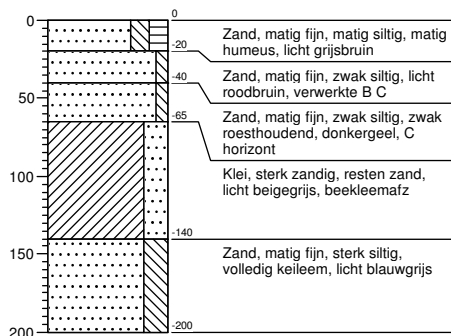 0
0
Zand, matig fijn, matig siltig, matig
humeus, licht grijsbruin
-20
Zand, matig fijn, zwak siltig, licht
roodbruin, verwerkte B C
-40
50
Zand, matig fijn, zwak siltig, zwak
roesthoudend, donkergeel, C
horizont
-65
Klei, sterk zandig, resten zand,
licht beigegrijs, beekleemafz
100
-140
150
Zand, matig fijn, sterk siltig,
volledig keileem, licht blauwgrijs
-200
200